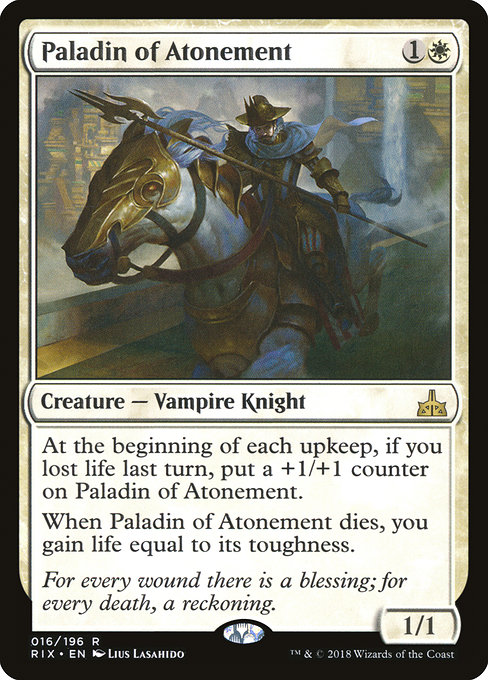 Paladin of Atonement 1
Creature — Vampire Knight
At the beginning of each upkeep, if you
lost life last turn, put a +1/+1 counter
on Paladin of Atonement.
When Paladin of Atonement dies, you
gain life equal to its toughness.
For every wound there is a blessing; for
every death, a reckoning.
1/1
016/196 R
RIX • EN Lius Lasahido
™ & © 2018 Wizards of the Coast